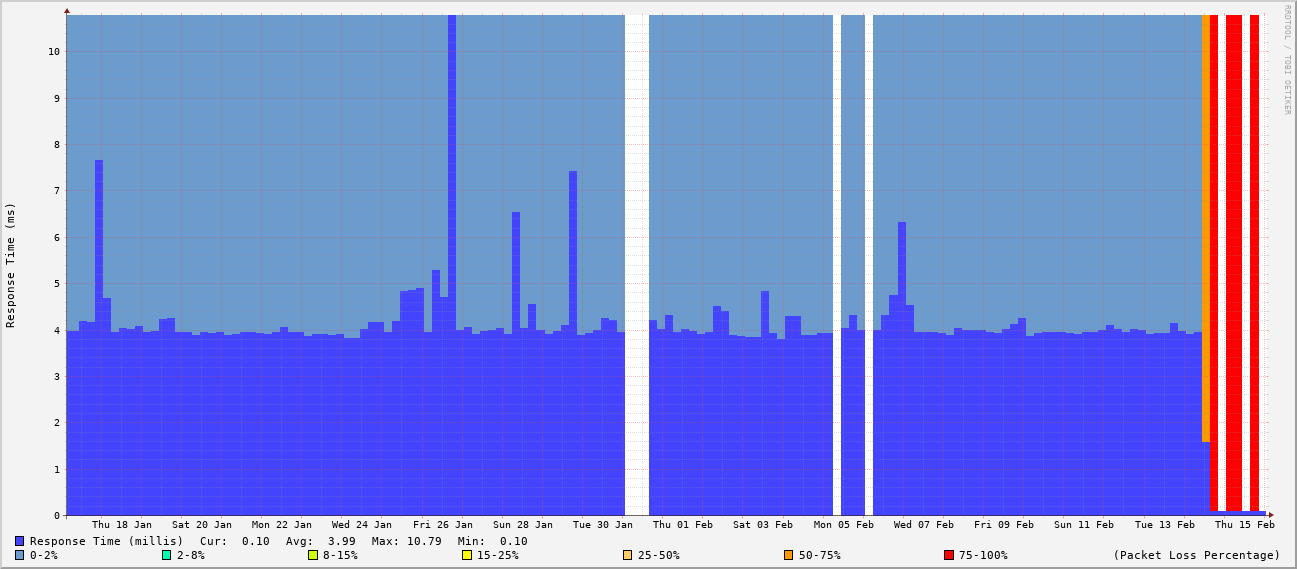 RRDTOOL / TOBI OETIKER
Response Time (ms)
10
9
8
7
6
5
4
3
2
1
0
Thu 18 Jan Sat 20 Jan Mon 22 Jan Wed 24 Jan Fri 26 Jan Sun 28 Jan Tue 30 Jan Thu 01 Feb Sat 03 Feb Mon 05 Feb Wed 07 Feb Fri 09 Feb Sun 11 Feb Tue 13 Feb Thu 15 Feb
Response Time (millis) Cur: 0.10 Avg: 3.99 Max: 10.79 Min: 0.10
0-2% 2-8% 8-15% 15-25% 25-50% 50-75% 75-100% (Packet Loss Percentage)